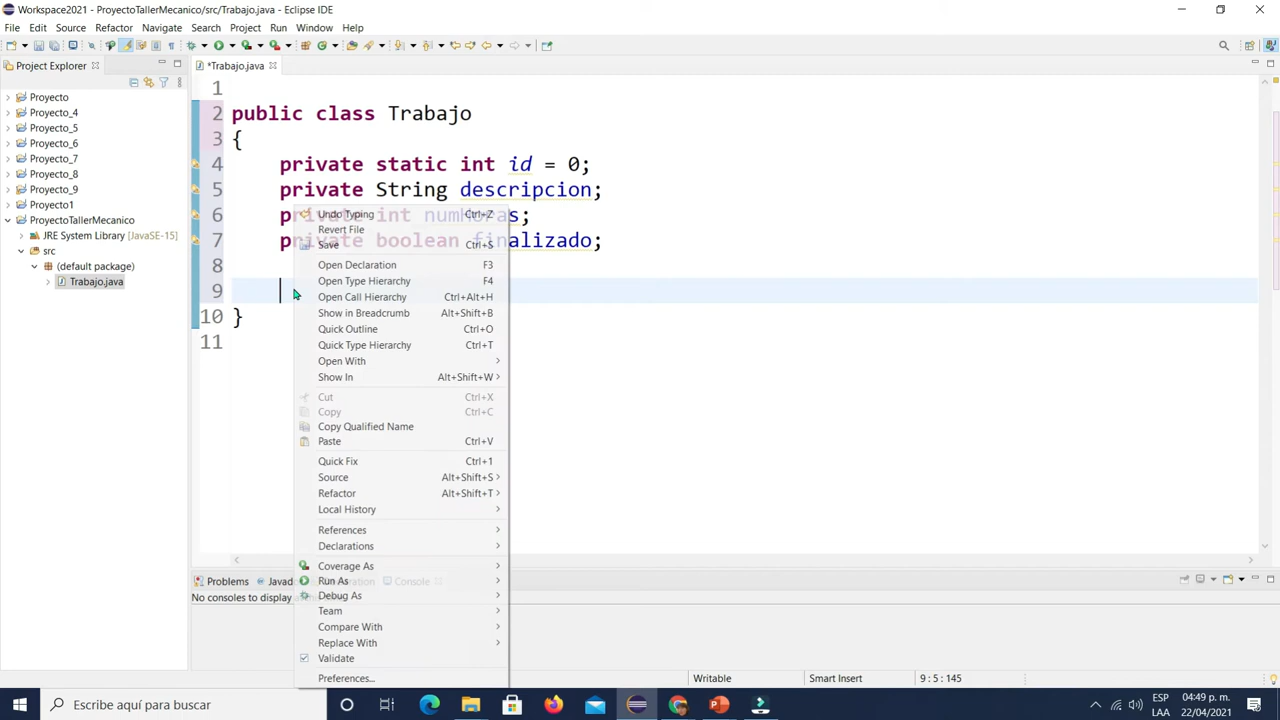 Workspace2021 - ProyectoTallerMecanico/src/Trabajo.java - Eclipse IDE
File Edit Source Refactor Navigate Search Project Run Window Help
Project Explorer
*Trabajo.java
Proyecto
Proyecto_4
Proyecto_5
Proyecto_6
Proyecto_7
Proyecto_8
Proyecto_9
Proyecto1
ProyectoTallerMecanico
JRE System Library [JavaSE-15]
src
(default package)
Trabajo.java
1
2 public class Trabajo
3 {
4 private static int id = 0;
5 private String descripcion;
6 private int numHoras;
7 private boolean finalizado;
8
9
10 }
11
Undo Typing Ctrl+Z
Revert File
Save Ctrl+S
Open Declaration F3
Open Type Hierarchy F4
Open Call Hierarchy Ctrl+Alt+H
Show in Breadcrumb Alt+Shift+B
Quick Outline Ctrl+O
Quick Type Hierarchy Ctrl+T
Open With
Show In Alt+Shift+W
Cut Ctrl+X
Copy Ctrl+C
Copy Qualified Name
Paste Ctrl+V
Quick Fix Ctrl+1
Source Alt+Shift+S
Refactor Alt+Shift+T
Local History
References
Declarations
Coverage As
Run As
Debug As
Team
Compare With
Replace With
Validate
Preferences...
Problems Console
No consoles to display
Writable Smart Insert 9 : 5 : 145
Escribe aquí para buscar
ESP 04:49 p. m.
LAA 22/04/2021